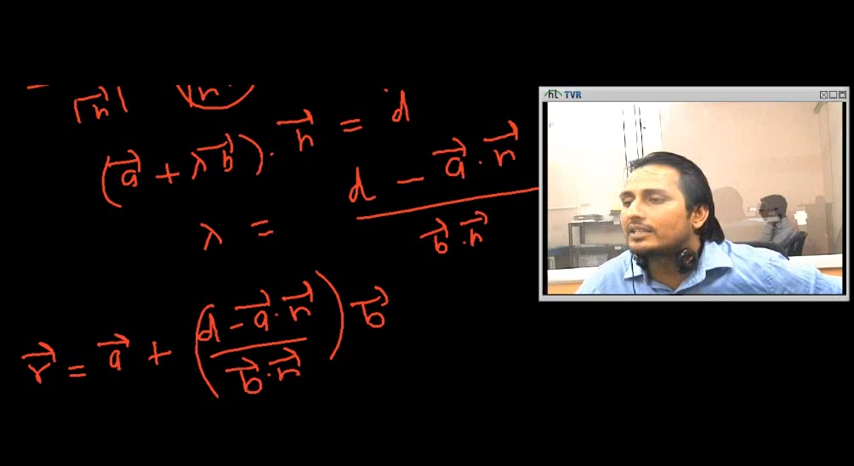 |n⃗| n⃗
(a⃗ + λb⃗) · n⃗ = d
λ = (d − a⃗ · n⃗) / (b⃗ · n⃗)
r⃗ = a⃗ + ((d − a⃗ · n⃗) / (b⃗ · n⃗)) b⃗
TVR